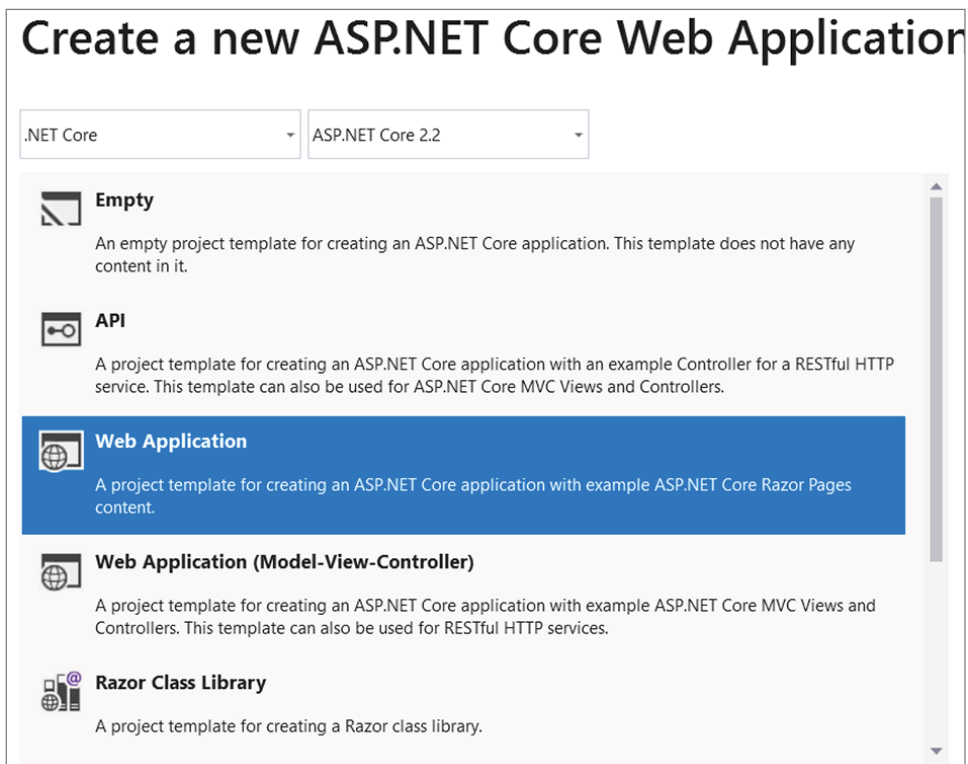 Create a new ASP.NET Core Web Application
.NET Core
ASP.NET Core 2.2
Empty
An empty project template for creating an ASP.NET Core application. This template does not have any
content in it.
API
A project template for creating an ASP.NET Core application with an example Controller for a RESTful HTTP
service. This template can also be used for ASP.NET Core MVC Views and Controllers.
Web Application
A project template for creating an ASP.NET Core application with example ASP.NET Core Razor Pages
content.
Web Application (Model-View-Controller)
A project template for creating an ASP.NET Core application with example ASP.NET Core MVC Views and
Controllers. This template can also be used for RESTful HTTP services.
Razor Class Library
A project template for creating a Razor class library.